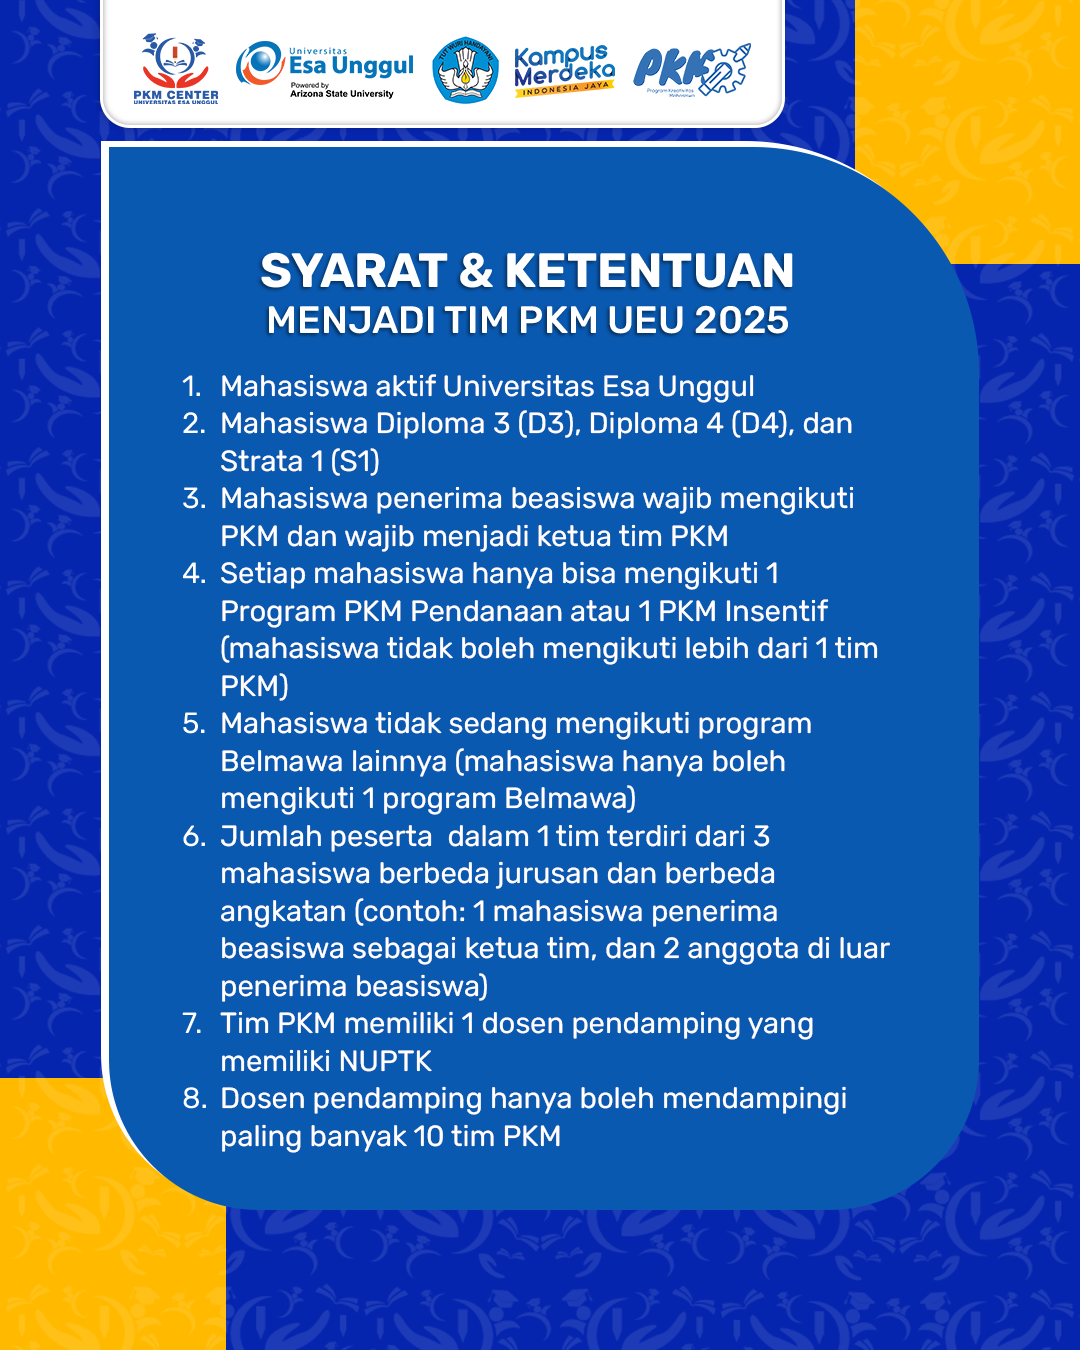 PKM CENTER
UNIVERSITAS ESA UNGGUL
Universitas
Esa Unggul
Powered by
Arizona State University
TUT WURI HANDAYANI
Kampus
Merdeka
INDONESIA JAYA
PKM
Program Kreativitas
Mahasiswa
SYARAT & KETENTUAN
MENJADI TIM PKM UEU 2025
1. Mahasiswa aktif Universitas Esa Unggul
2. Mahasiswa Diploma 3 (D3), Diploma 4 (D4), dan
Strata 1 (S1)
3. Mahasiswa penerima beasiswa wajib mengikuti
PKM dan wajib menjadi ketua tim PKM
4. Setiap mahasiswa hanya bisa mengikuti 1
Program PKM Pendanaan atau 1 PKM Insentif
(mahasiswa tidak boleh mengikuti lebih dari 1 tim
PKM)
5. Mahasiswa tidak sedang mengikuti program
Belmawa lainnya (mahasiswa hanya boleh
mengikuti 1 program Belmawa)
6. Jumlah peserta dalam 1 tim terdiri dari 3
mahasiswa berbeda jurusan dan berbeda
angkatan (contoh: 1 mahasiswa penerima
beasiswa sebagai ketua tim, dan 2 anggota di luar
penerima beasiswa)
7. Tim PKM memiliki 1 dosen pendamping yang
memiliki NUPTK
8. Dosen pendamping hanya boleh mendampingi
paling banyak 10 tim PKM